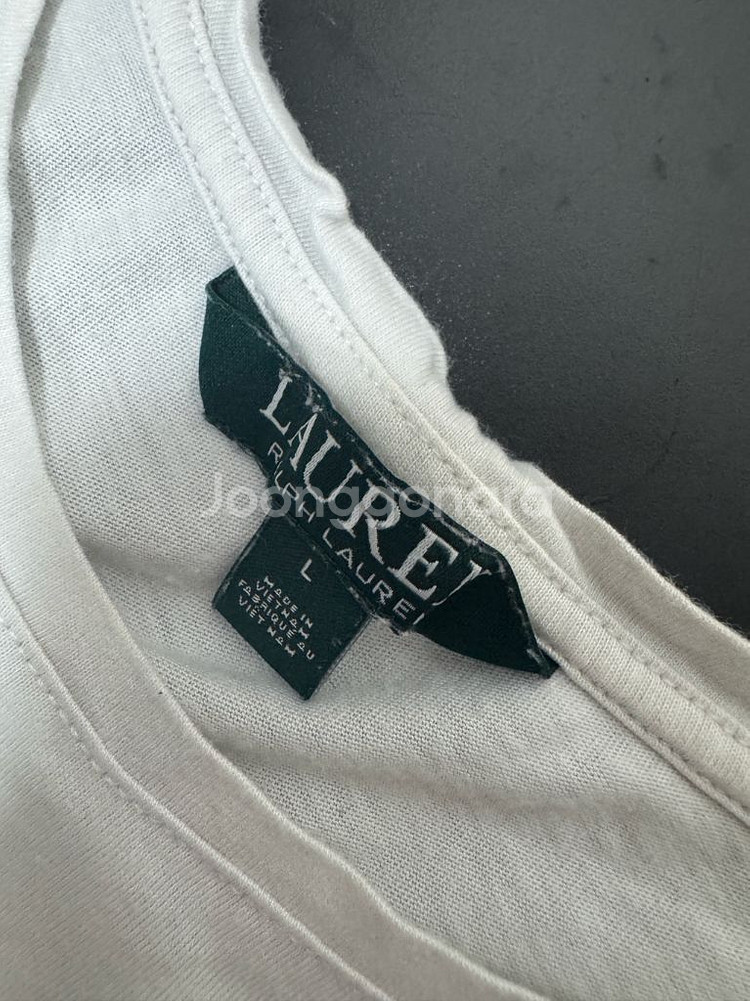 LAUREN
RALPH LAUREN
L
MADE IN
VIETNAM
FABRIQUE AU
VIET NAM
Joonggonara